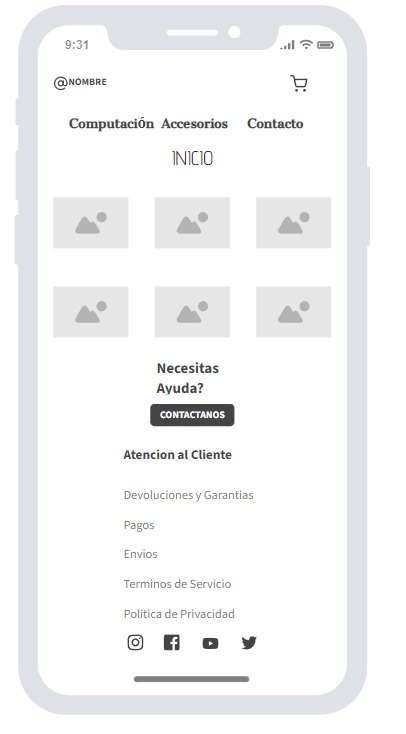 9:31
@NOMBRE
Computación Accesorios Contacto
INICIO
Necesitas
Ayuda?
CONTACTANOS
Atencion al Cliente
Devoluciones y Garantias
Pagos
Envios
Terminos de Servicio
Politica de Privacidad